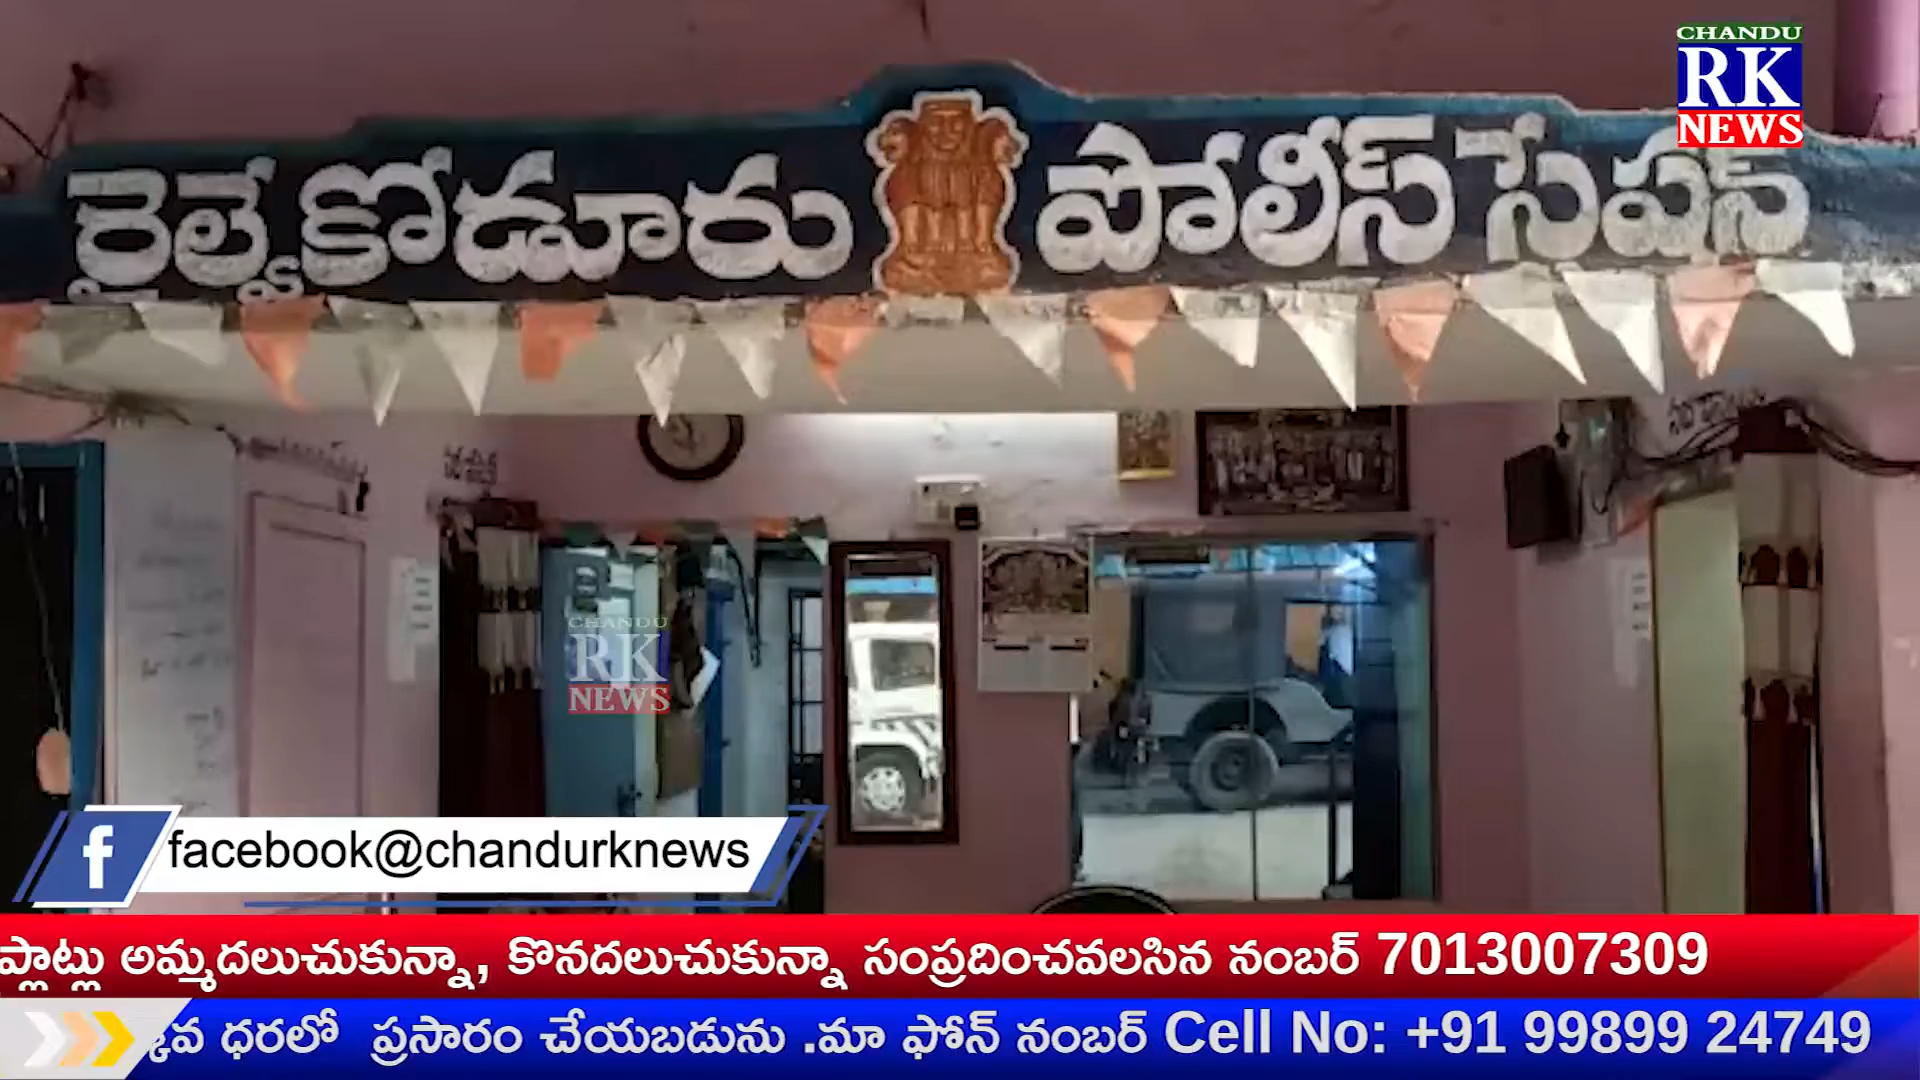 CHANDU
RK
NEWS
రైల్వేకోడూరు పోలీస్ స్టేషన్
CHANDU
RK
NEWS
facebook@chandurknews
ప్లాట్లు అమ్మదలుచుకున్నా, కొనదలుచుకున్నా సంప్రదించవలసిన నంబర్ 7013007309
ధరలో ప్రసారం చేయబడును .మా ఫోన్ నంబర్ Cell No: +91 99899 24749